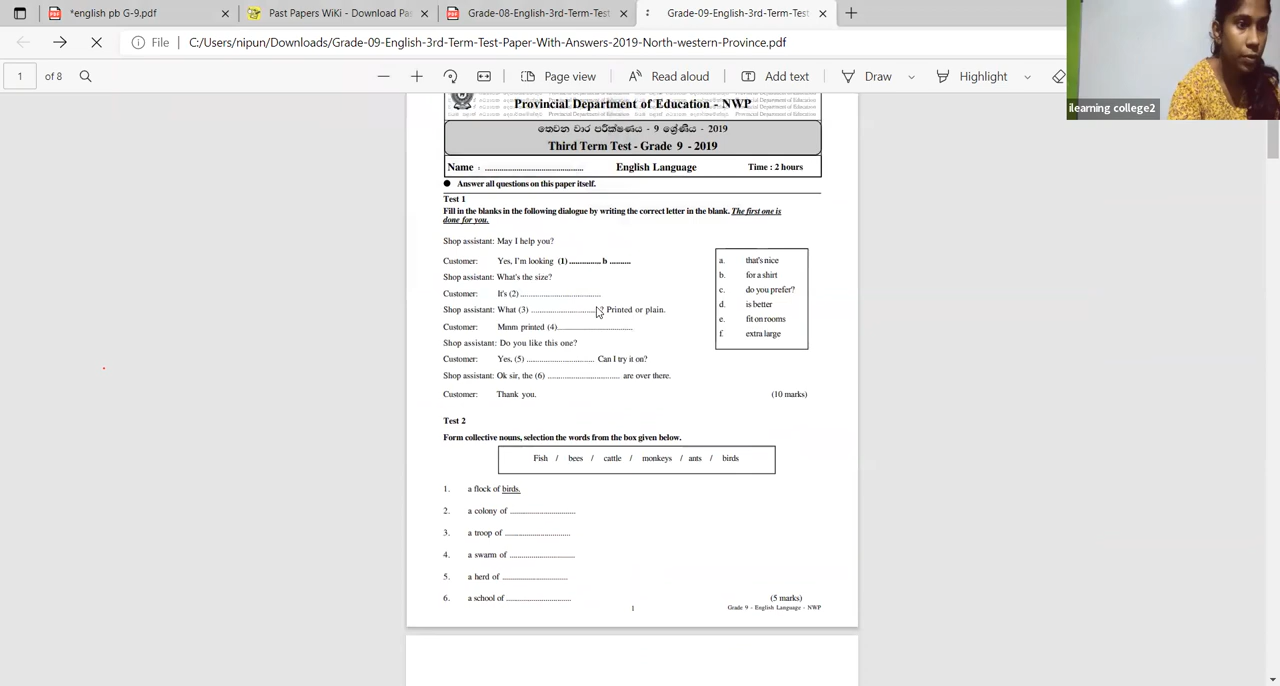 *english pb G-9.pdf
Past Papers WiKi - Download Pas
Grade-08-English-3rd-Term-Test-
Grade-09-English-3rd-Term-Test-
File
C:/Users/nipun/Downloads/Grade-09-English-3rd-Term-Test-Paper-With-Answers-2019-North-western-Province.pdf
1 of 8
Page view
Read aloud
Add text
Draw
Highlight
ilearning college2
Provincial Department of Education - NWP
තෙවන වාර පරීක්ෂණය - 9 ශ්‍රේණිය - 2019
Third Term Test - Grade 9 - 2019
Name : ............................................ English Language Time : 2 hours
● Answer all questions on this paper itself.
Test 1
Fill in the blanks in the following dialogue by writing the correct letter in the blank. The first one is
done for you.
Shop assistant: May I help you?
Customer: Yes, I'm looking (1) ............... b ..........
Shop assistant: What's the size?
Customer: It's (2) ......................................
Shop assistant: What (3) ..............................? Printed or plain.
Customer: Mmm printed (4)...................................
Shop assistant: Do you like this one?
Customer: Yes, (5) ................................ Can I try it on?
Shop assistant: Ok sir, the (6) .................................. are over there.
Customer: Thank you.
(10 marks)
a. that's nice
b. for a shirt
c. do you prefer?
d. is better
e. fit on rooms
f. extra large
Test 2
Form collective nouns, selection the words from the box given below.
Fish / bees / cattle / monkeys / ants / birds
1. a flock of birds.
2. a colony of ..............................
3. a troop of ..............................
4. a swarm of ..............................
5. a herd of ..............................
6. a school of ..............................
(5 marks)
1
Grade 9 - English Language - NWP